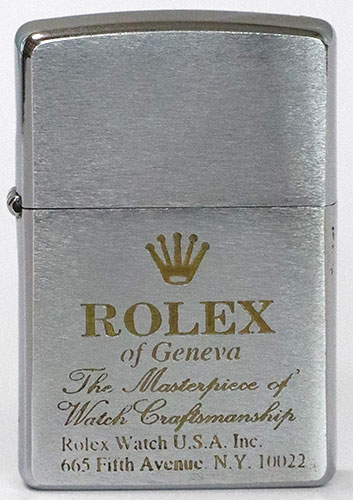 ROLEX
of Geneva
The Masterpiece of
Watch Craftsmanship
Rolex Watch U.S.A. Inc.
665 Fifth Avenue, N.Y. 10022